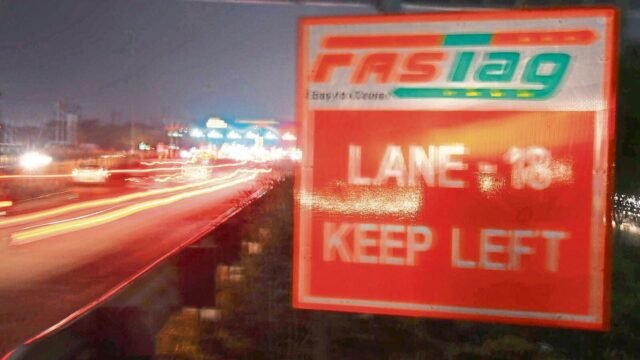 FASTag
LANE - 18
KEEP LEFT